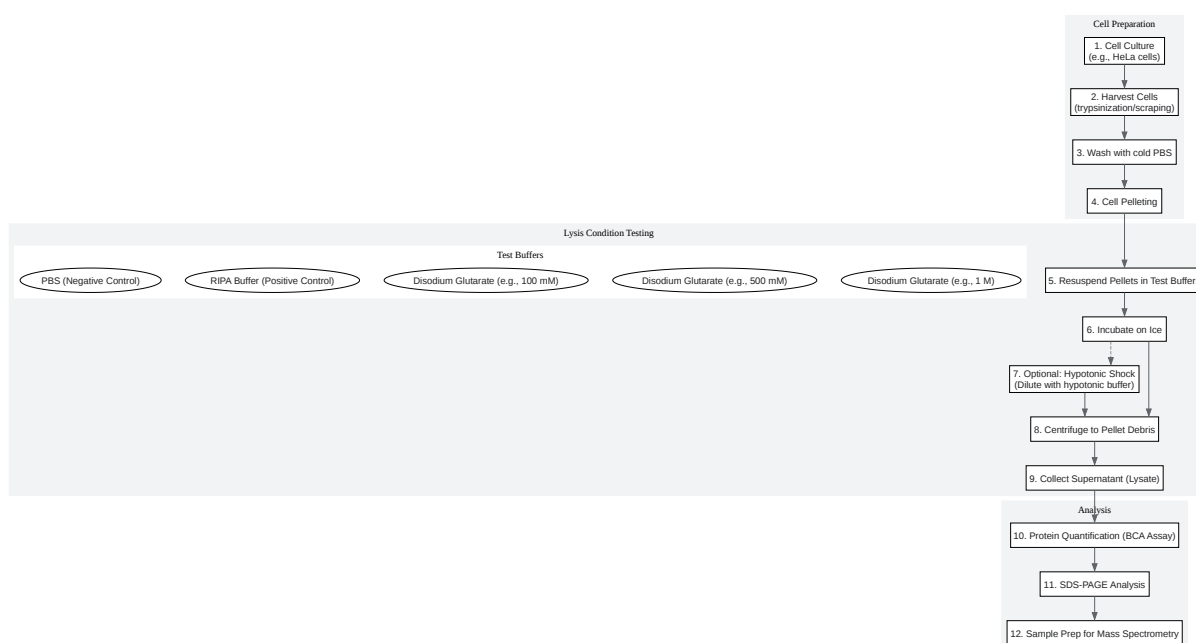 Cell Preparation
1. Cell Culture
(e.g., HeLa cells)
2. Harvest Cells
(trypsinization/scraping)
3. Wash with cold PBS
4. Cell Pelleting
Lysis Condition Testing
Test Buffers
PBS (Negative Control)
RIPA Buffer (Positive Control)
Disodium Glutarate (e.g., 100 mM)
Disodium Glutarate (e.g., 500 mM)
Disodium Glutarate (e.g., 1 M)
5. Resuspend Pellets in Test Buffer
6. Incubate on Ice
7. Optional: Hypotonic Shock
(Dilute with hypotonic buffer)
8. Centrifuge to Pellet Debris
9. Collect Supernatant (Lysate)
Analysis
10. Protein Quantification (BCA Assay)
11. SDS-PAGE Analysis
12. Sample Prep for Mass Spectrometry